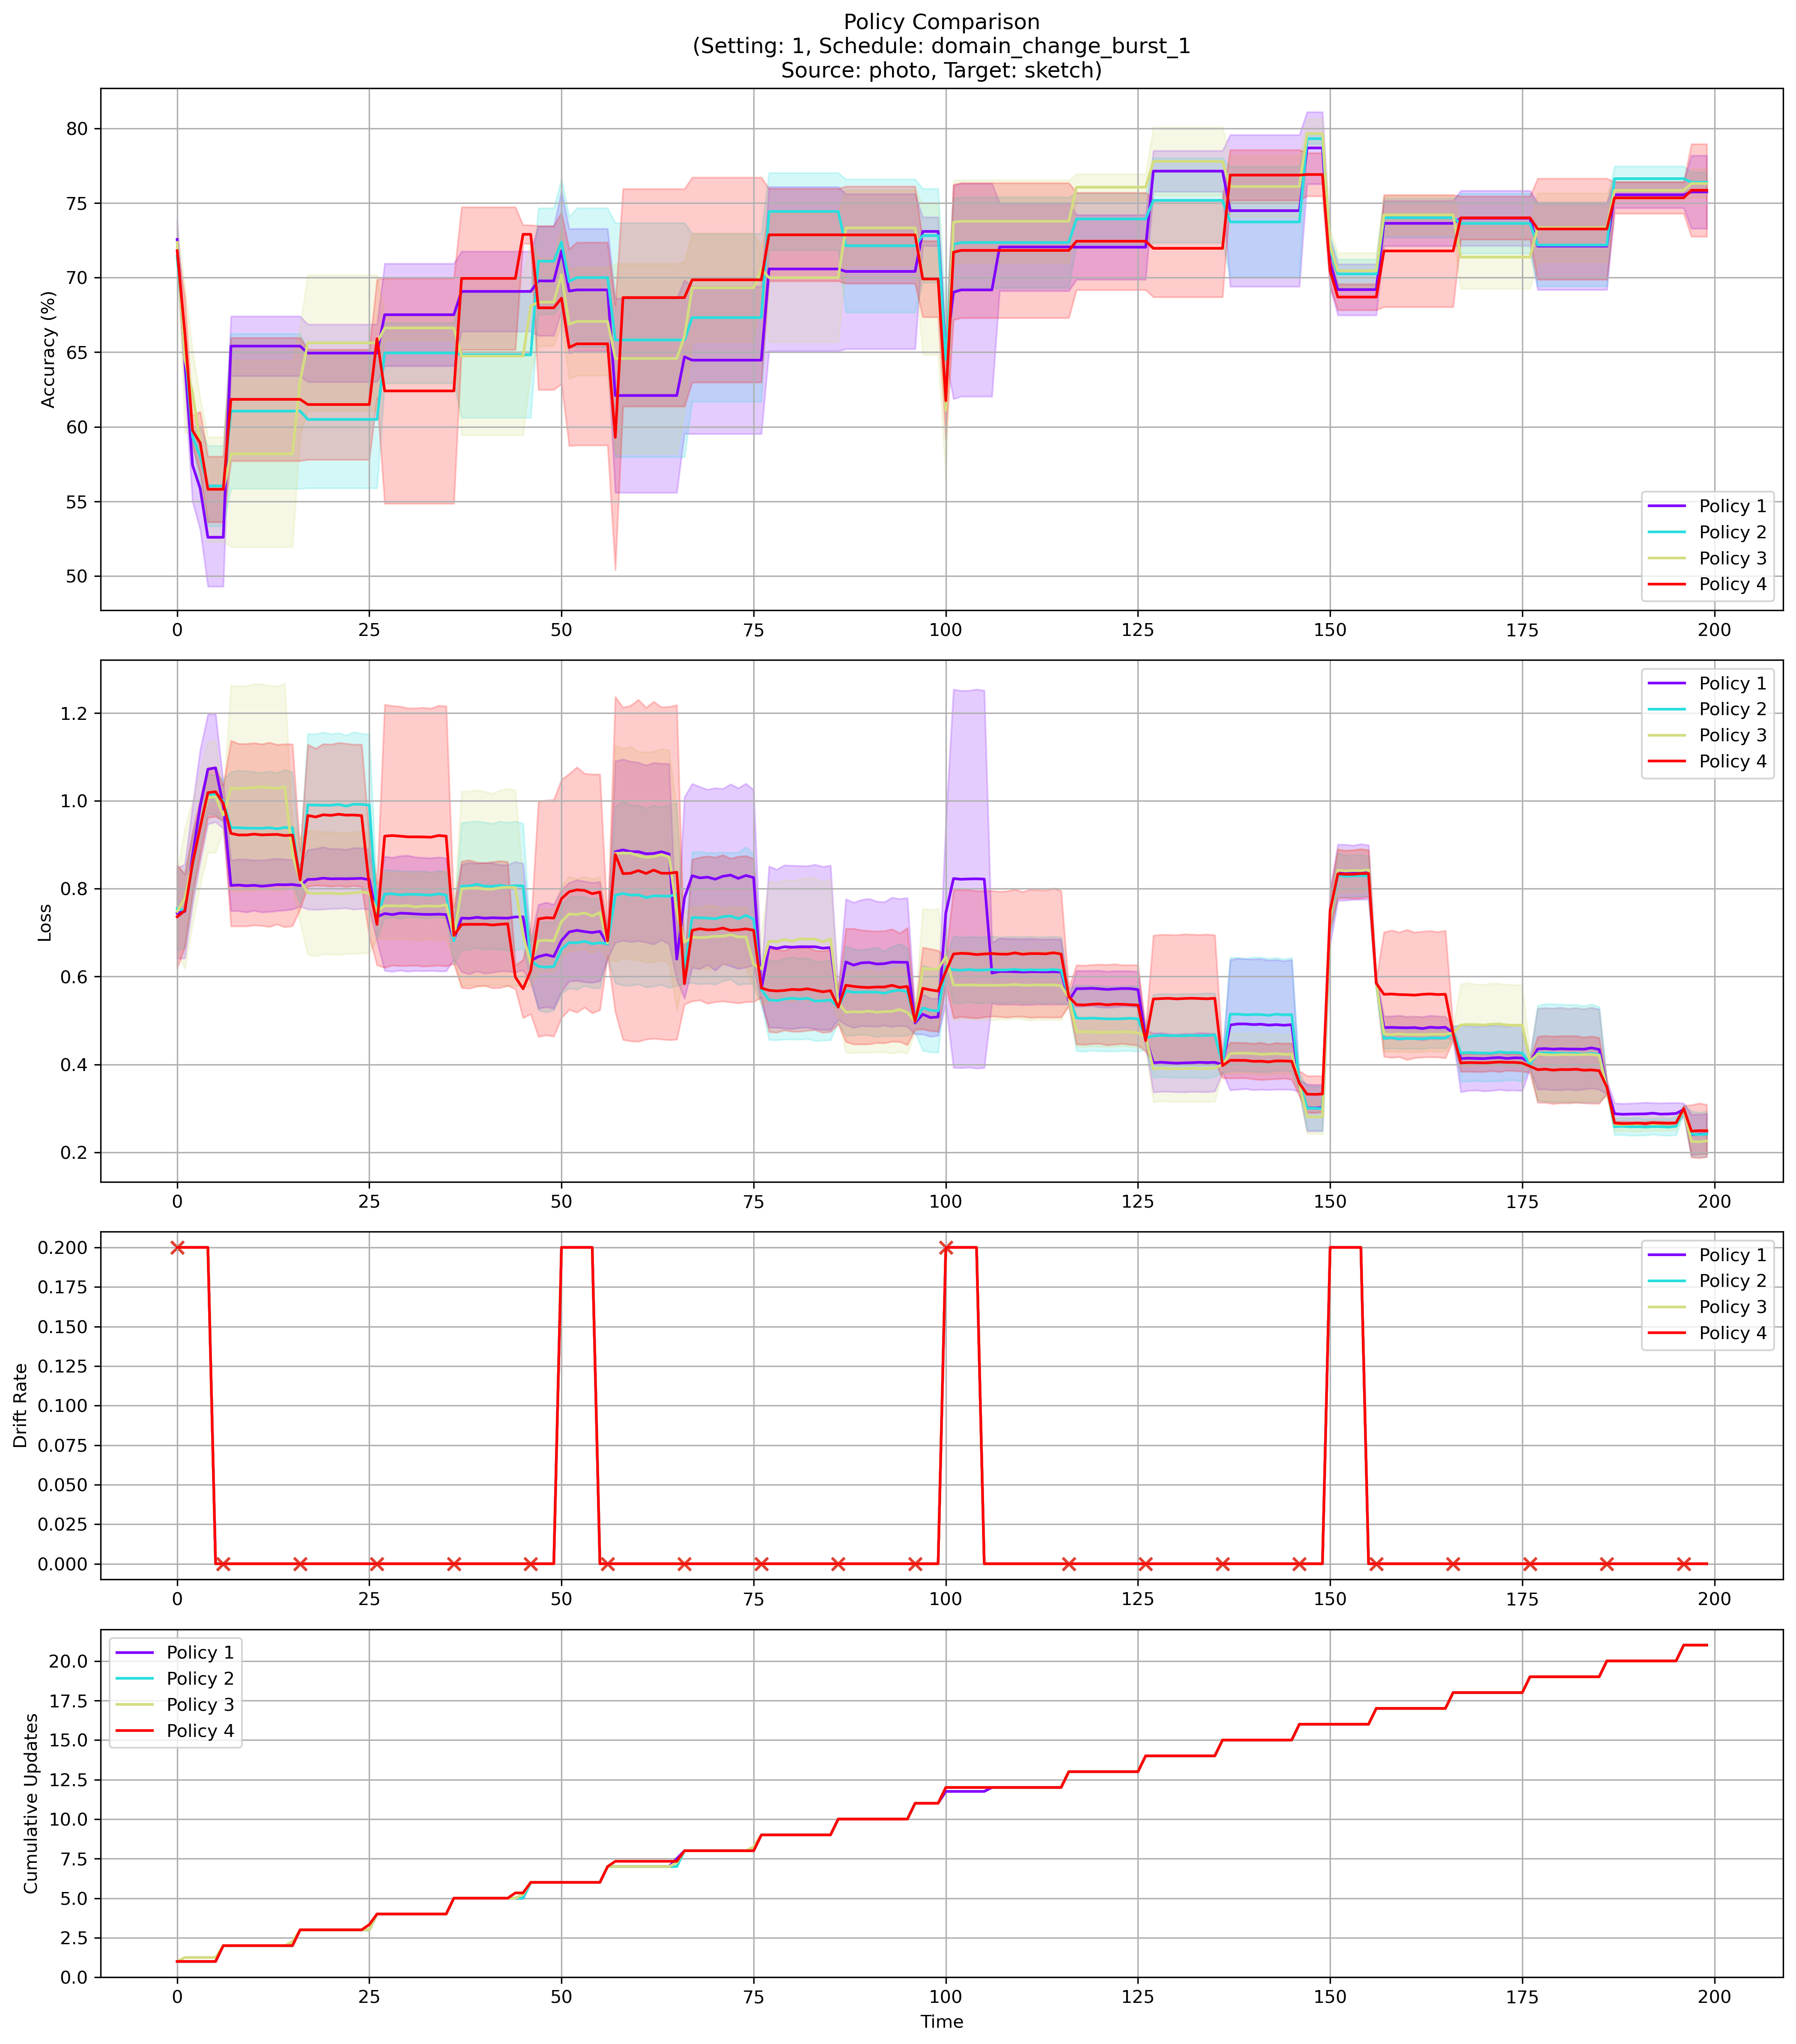 Policy Comparison
(Setting: 1, Schedule: domain_change_burst_1
Source: photo, Target: sketch)
Accuracy (%)
80
75
70
65
60
55
50
0 25 50 75 100 125 150 175 200
Policy 1
Policy 2
Policy 3
Policy 4
Loss
1.2
1.0
0.8
0.6
0.4
0.2
0 25 50 75 100 125 150 175 200
Policy 1
Policy 2
Policy 3
Policy 4
Drift Rate
0.200
0.175
0.150
0.125
0.100
0.075
0.050
0.025
0.000
0 25 50 75 100 125 150 175 200
Policy 1
Policy 2
Policy 3
Policy 4
Cumulative Updates
20.0
17.5
15.0
12.5
10.0
7.5
5.0
2.5
0.0
0 25 50 75 100 125 150 175 200
Policy 1
Policy 2
Policy 3
Policy 4
Time